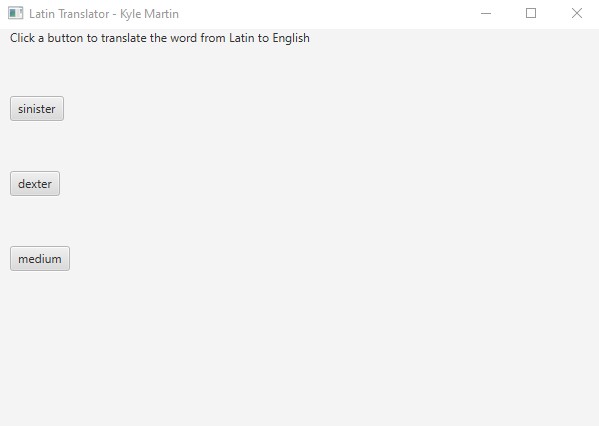 Latin Translator - Kyle Martin
Click a button to translate the word from Latin to English
sinister
dexter
medium